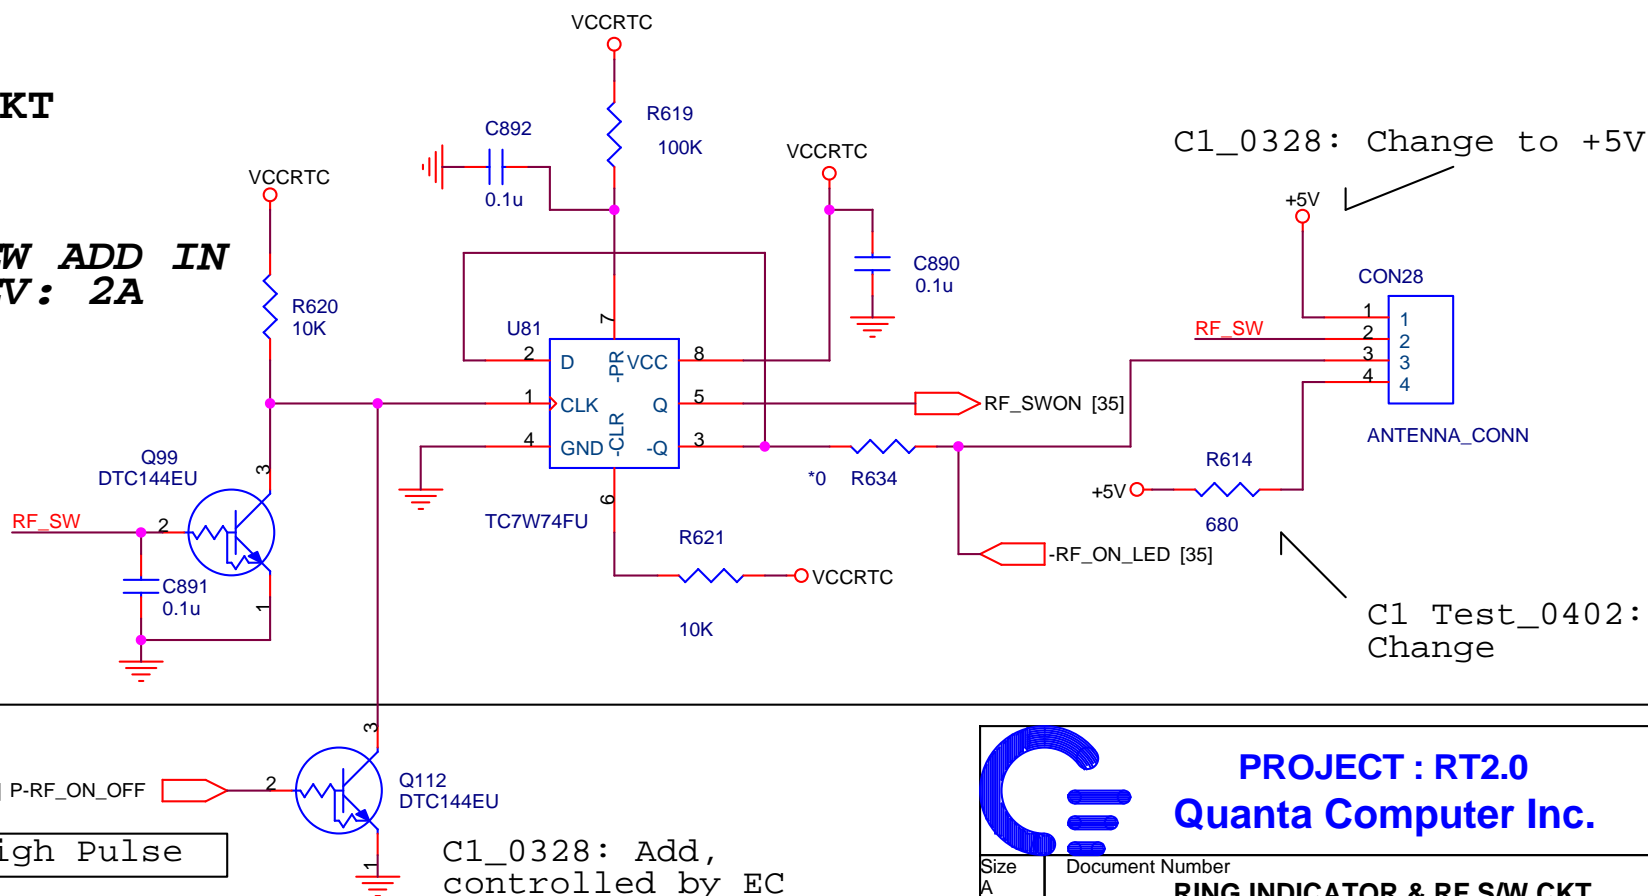 VCCRTC
KT
C892
R619
100K
0.1u
VCCRTC
C1_0328: Change to +5V
VCCRTC
+5V
EW ADD IN
EV: 2A
C890
0.1u
CON28
R620
10K
U81
7
2
D
-PR
VCC
8
RF_SW
1
1
2
2
3
3
4
4
1
CLK
Q
5
RF_SWON [35]
4
GND
-CLR
-Q
3
ANTENNA_CONN
Q99
DTC144EU
3
*0
R634
R614
+5V
680
6
TC7W74FU
RF_SW
2
R621
-RF_ON_LED [35]
C891
0.1u
1
VCCRTC
10K
C1 Test_0402:
Change
3
P-RF_ON_OFF
2
Q112
DTC144EU
1
igh Pulse
C1_0328: Add,
controlled by EC
PROJECT : RT2.0
Quanta Computer Inc.
Size
A
Document Number
RING INDICATOR & RF S/W CKT